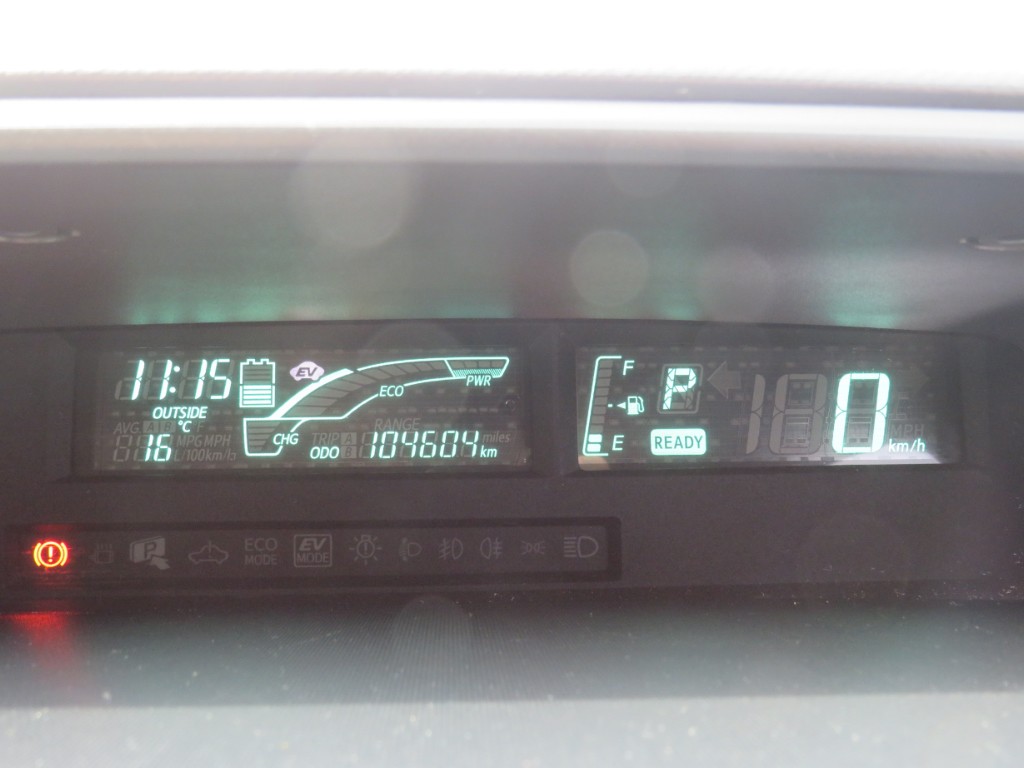 11:15
EV
ECO
PWR
OUTSIDE
°C
AVG.
16
MPG MPH
/100km/h
CHG
RANGE
TRIP A
ODO B
104604 miles
km
F
E
P
READY
0
MPH
km/h
P
ECO
MODE
EV
MODE